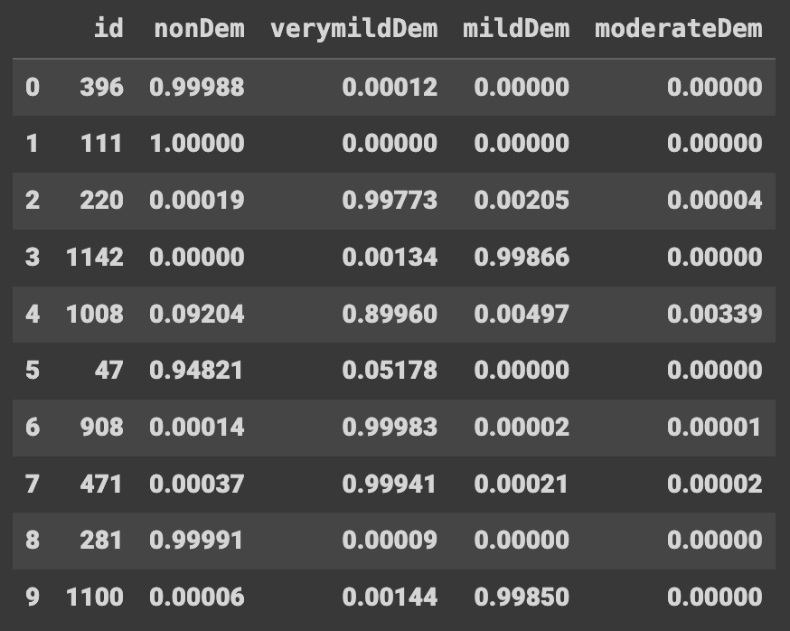 id nonDem verymildDem mildDem moderateDem
0 396 0.99988 0.00012 0.00000 0.00000
1 111 1.00000 0.00000 0.00000 0.00000
2 220 0.00019 0.99773 0.00205 0.00004
3 1142 0.00000 0.00134 0.99866 0.00000
4 1008 0.09204 0.89960 0.00497 0.00339
5 47 0.94821 0.05178 0.00000 0.00000
6 908 0.00014 0.99983 0.00002 0.00001
7 471 0.00037 0.99941 0.00021 0.00002
8 281 0.99991 0.00009 0.00000 0.00000
9 1100 0.00006 0.00144 0.99850 0.00000